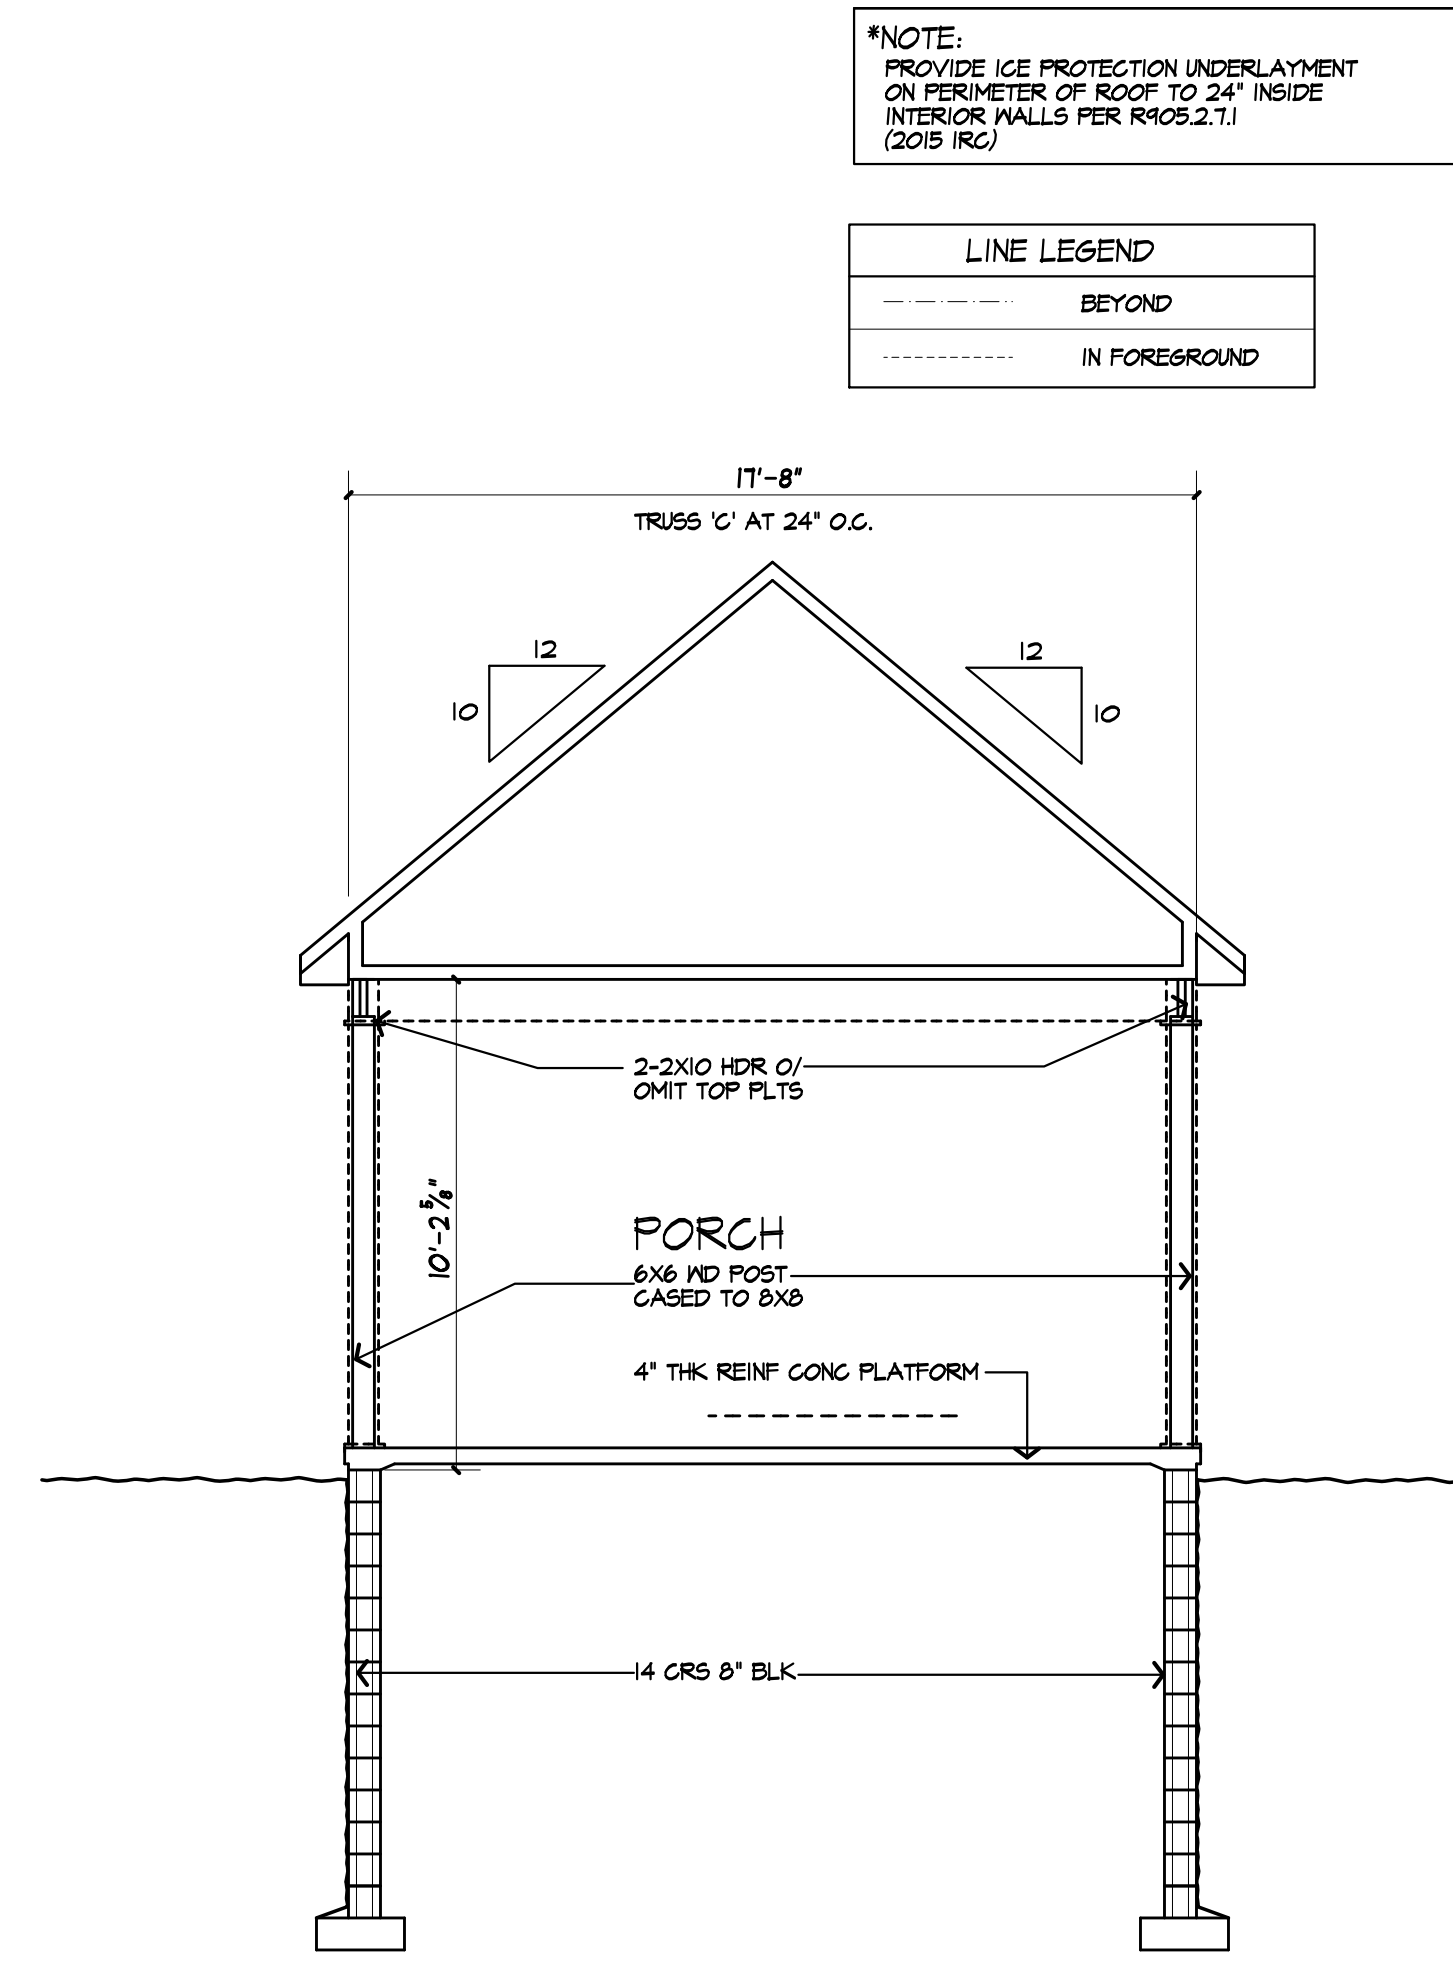 *NOTE:
PROVIDE ICE PROTECTION UNDERLAYMENT
ON PERIMETER OF ROOF TO 24" INSIDE
INTERIOR WALLS PER R905.2.7.1
(2015 IRC)
LINE LEGEND
BEYOND
IN FOREGROUND
17'-8"
TRUSS 'C' AT 24" O.C.
12
10
12
10
2-2X10 HDR O/
OMIT TOP PLTS
10'-2 5/8"
PORCH
6X6 WD POST
CASED TO 8X8
4" THK REINF CONC PLATFORM
14 CRS 8" BLK